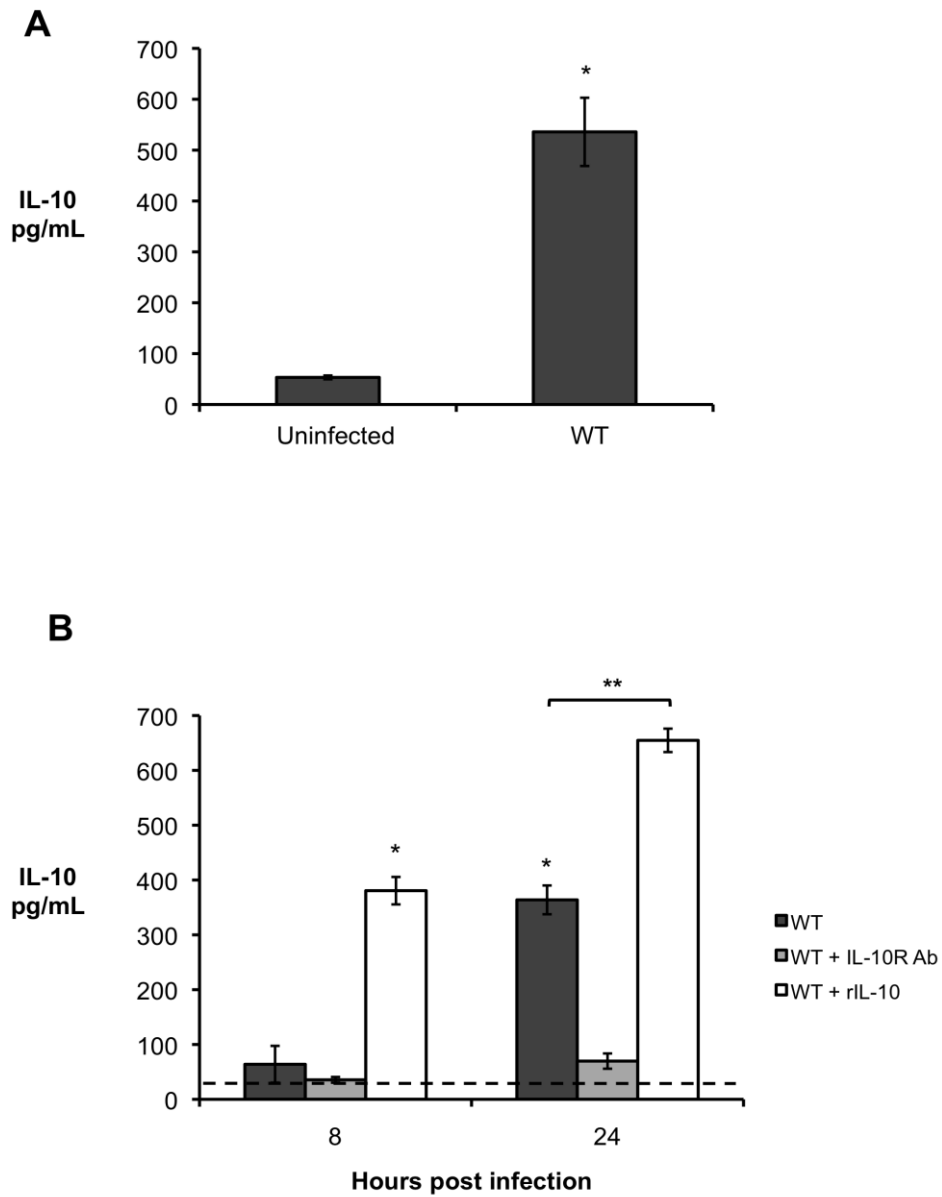 A
700
*
600
500
IL-10
pg/mL
400
300
200
100
0
Uninfected
WT
B
**
700
600
500
*
*
IL-10
pg/mL
400
300
200
100
0
WT
WT + IL-10R Ab
WT + rIL-10
8
24
Hours post infection